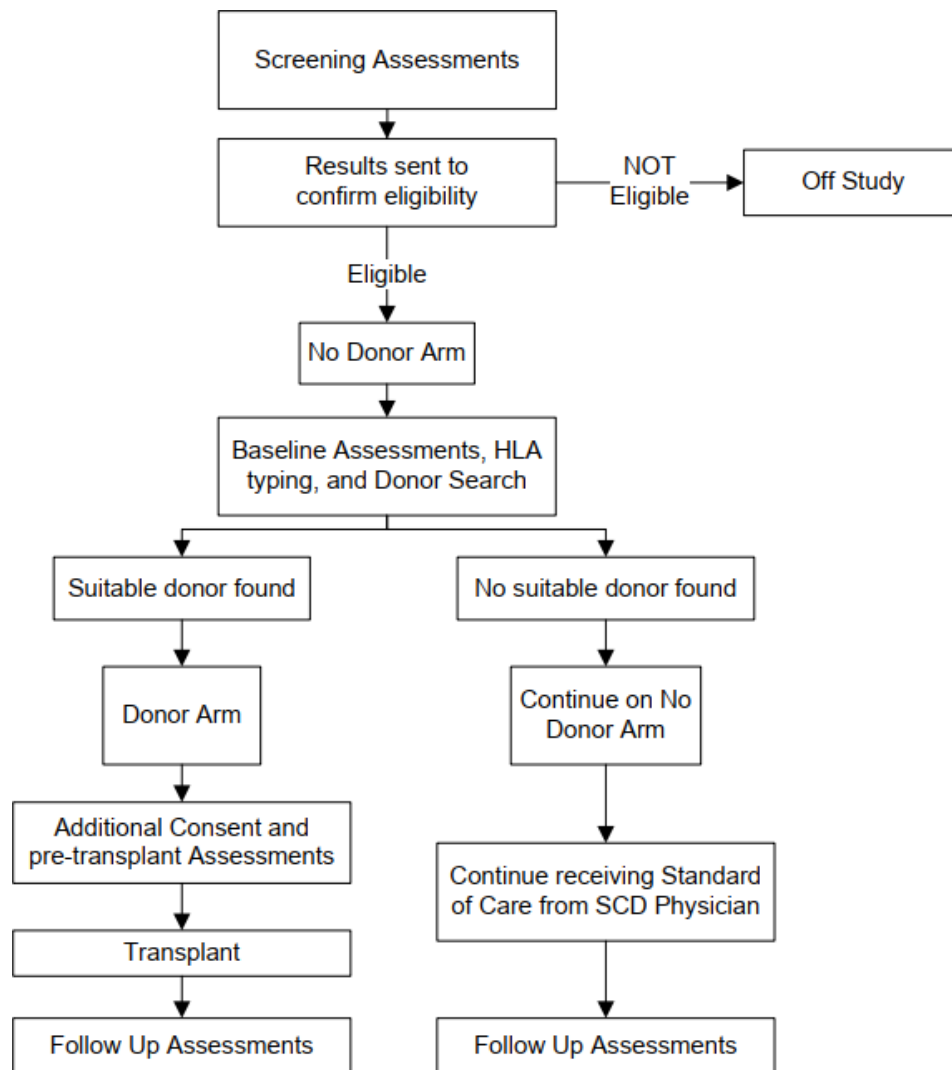 Screening Assessments
Results sent to
confirm eligibility
NOT
Eligible
Off Study
Eligible
No Donor Arm
Baseline Assessments, HLA
typing, and Donor Search
Suitable donor found
No suitable donor found
Donor Arm
Continue on No
Donor Arm
Additional Consent and
pre-transplant Assessments
Continue receiving Standard
of Care from SCD Physician
Transplant
Follow Up Assessments
Follow Up Assessments